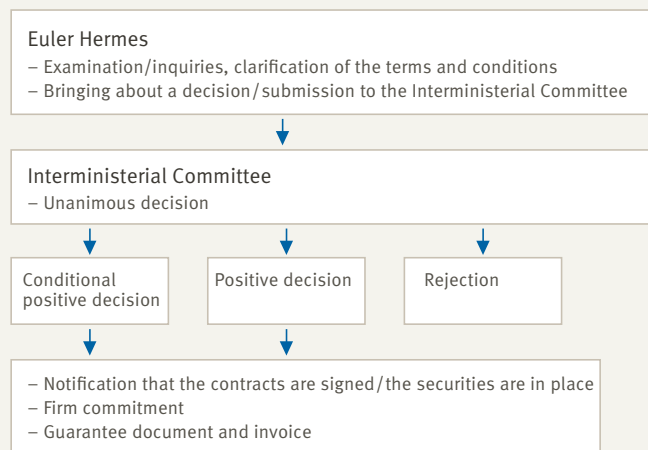 Euler Hermes
– Examination/inquiries, clarification of the terms and conditions
– Bringing about a decision/submission to the Interministerial Committee
Interministerial Committee
– Unanimous decision
Conditional
positive decision
Positive decision
Rejection
– Notification that the contracts are signed/the securities are in place
– Firm commitment
– Guarantee document and invoice